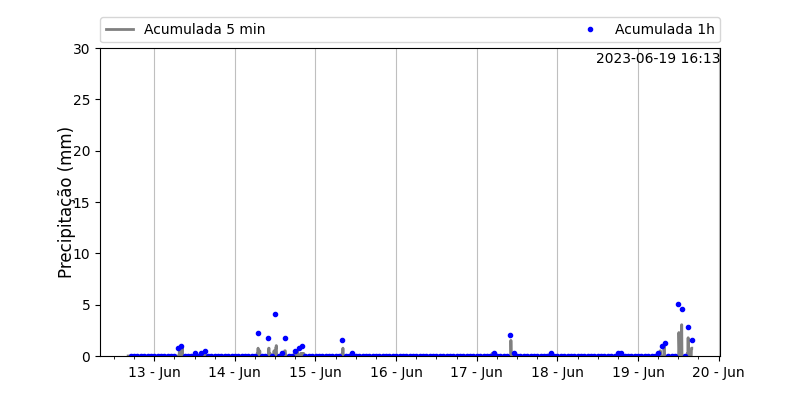 Acumulada 5 min
Acumulada 1h
2023-06-19 16:13
Precipitação (mm)
30
25
20
15
10
5
0
13 - Jun
14 - Jun
15 - Jun
16 - Jun
17 - Jun
18 - Jun
19 - Jun
20 - Jun